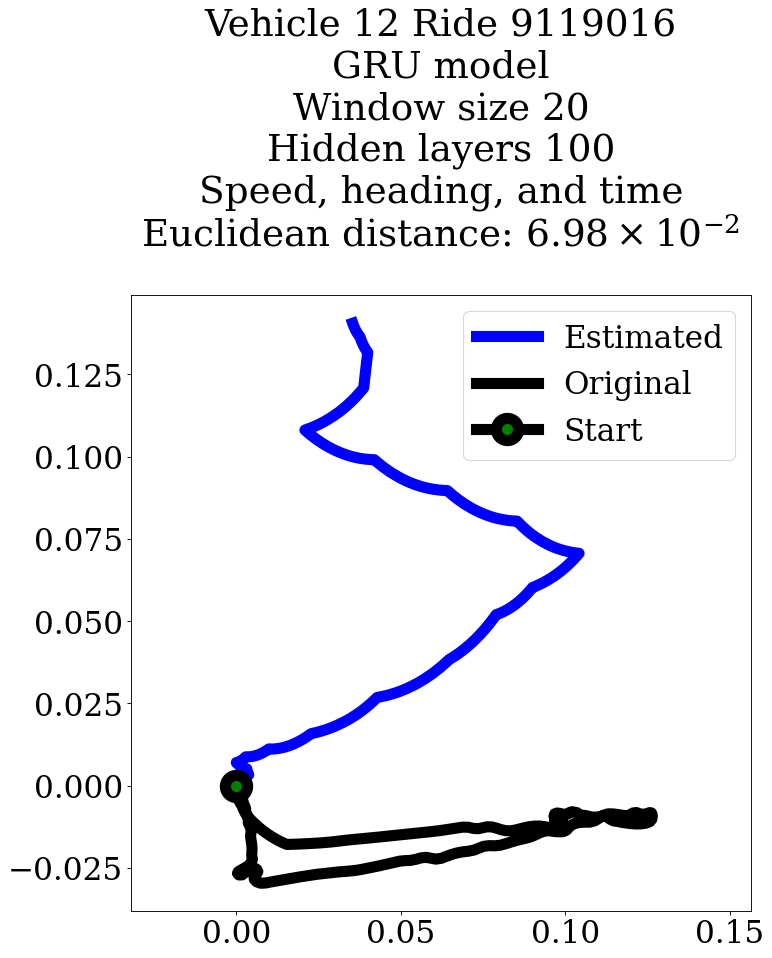 Vehicle 12 Ride 9119016
GRU model
Window size 20
Hidden layers 100
Speed, heading, and time
Euclidean distance: 6.98 × 10⁻²
Estimated
Original
Start
0.125
0.100
0.075
0.050
0.025
0.000
−0.025
0.00 0.05 0.10 0.15